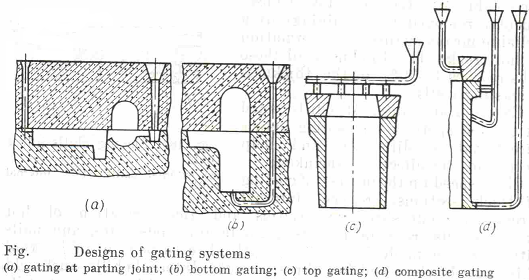 (a)
(b)
(c)
(d)
Fig. Designs of gating systems
(a) gating at parting joint; (b) bottom gating; (c) top gating; (d) composite gating